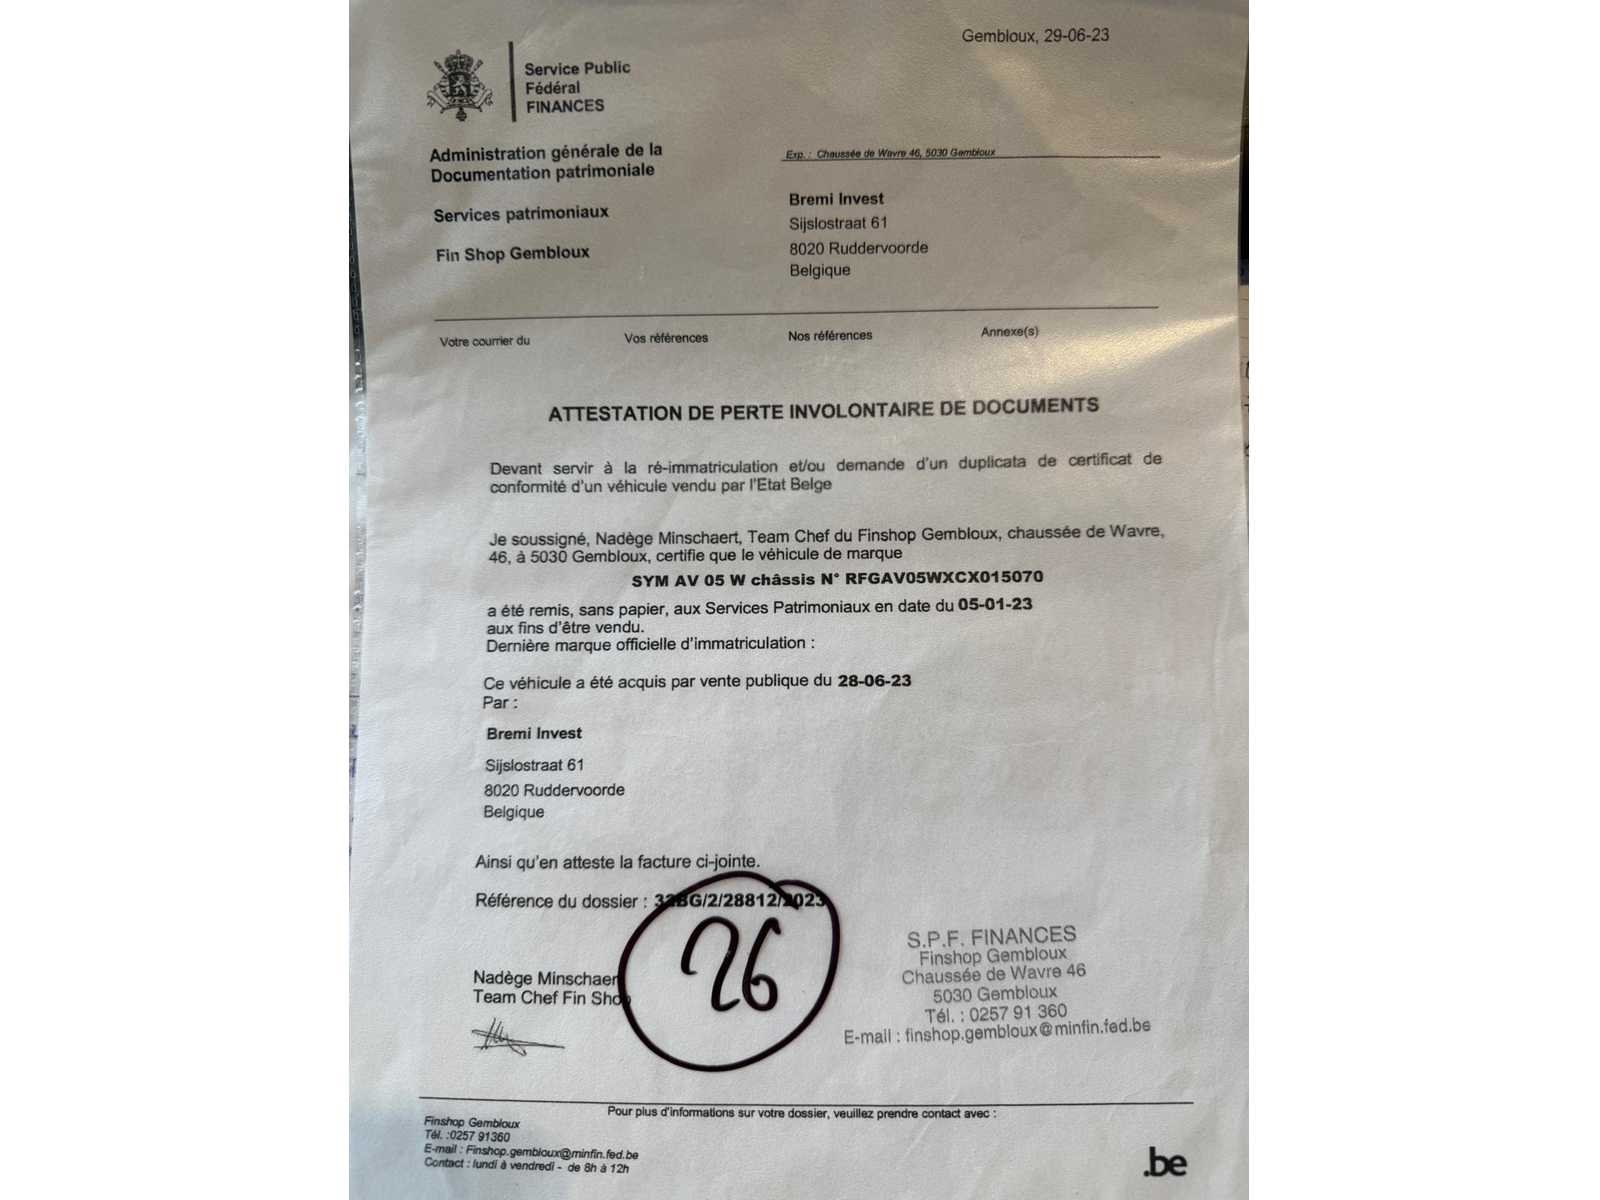 Gembloux, 29-06-23
Service Public
Fédéral
FINANCES
Administration générale de la
Documentation patrimoniale
Services patrimoniaux
Fin Shop Gembloux
Exp. : Chaussée de Wavre 46, 5030 Gembloux
Bremi Invest
Sijslostraat 61
8020 Ruddervoorde
Belgique
Votre courrier du
Vos références
Nos références
Annexe(s)
ATTESTATION DE PERTE INVOLONTAIRE DE DOCUMENTS
Devant servir à la ré-immatriculation et/ou demande d'un duplicata de certificat de
conformité d'un véhicule vendu par l'Etat Belge
Je soussigné, Nadège Minschaert, Team Chef du Finshop Gembloux, chaussée de Wavre,
46, à 5030 Gembloux, certifie que le véhicule de marque
SYM AV 05 W châssis N° RFGAV05WXCX015070
a été remis, sans papier, aux Services Patrimoniaux en date du 05-01-23
aux fins d'être vendu.
Dernière marque officielle d'immatriculation :
Ce véhicule a été acquis par vente publique du 28-06-23
Par :
Bremi Invest
Sijslostraat 61
8020 Ruddervoorde
Belgique
Ainsi qu'en atteste la facture ci-jointe.
Référence du dossier : /2/28812/2023
26
Nadège Minschaert
Team Chef Fin Shop
S.P.F. FINANCES
Finshop Gembloux
Chaussée de Wavre 46
5030 Gembloux
Tél. : 0257 91 360
E-mail : finshop.gembloux@minfin.fed.be
Pour plus d'informations sur votre dossier, veuillez prendre contact avec :
Finshop Gembloux
Tél. :0257 91360
E-mail : Finshop.gembloux@minfin.fed.be
Contact : lundi à vendredi - de 8h à 12h
.be